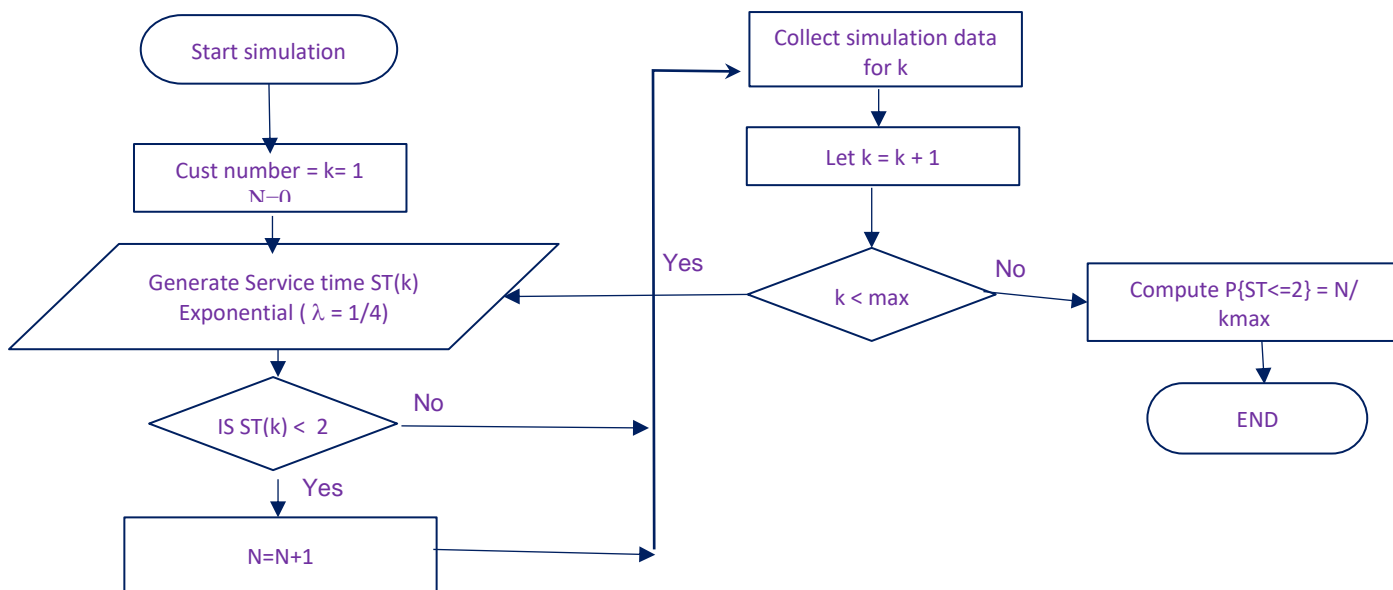 Start simulation
Cust number = k= 1
N=0
Generate Service time ST(k)
Exponential ( λ = 1/4)
IS ST(k) <  2
No
Yes
N=N+1
Collect simulation data
for k
Let k = k + 1
k < max
Yes
No
Compute P{ST<=2} = N/
kmax
END